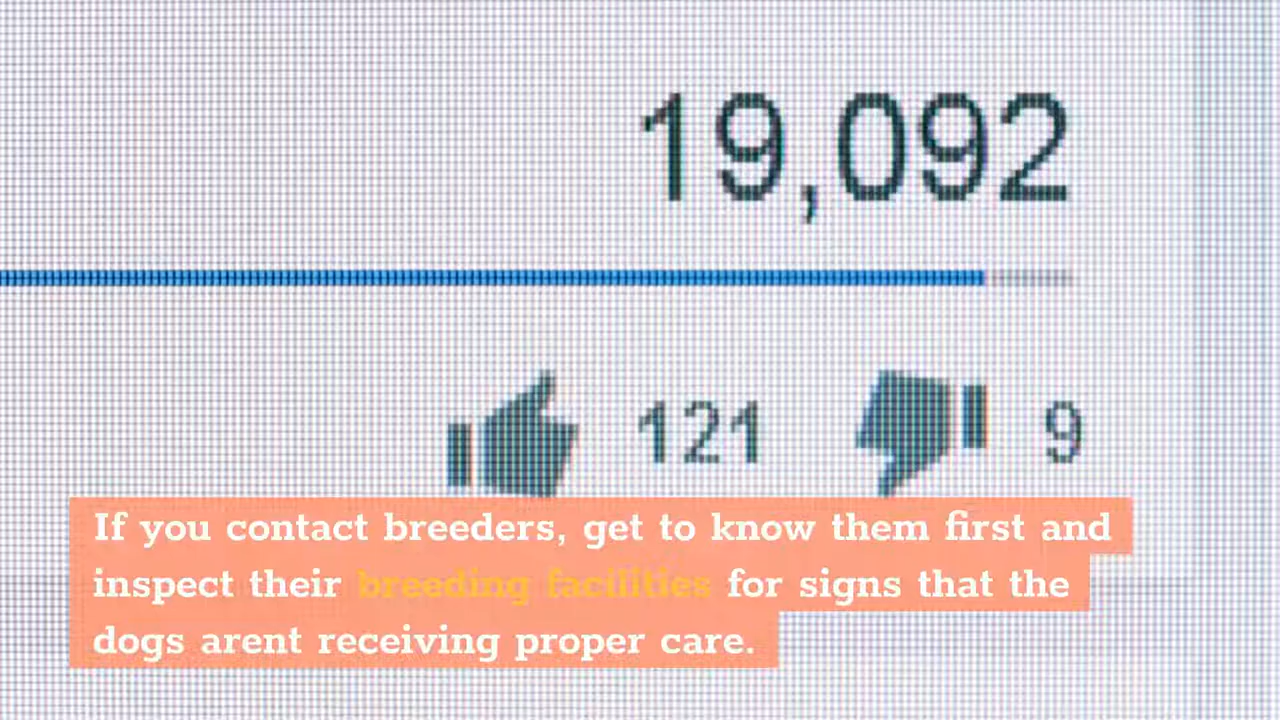 19,092
121 9
If you contact breeders, get to know them first and
inspect their breeding facilities for signs that the
dogs arent receiving proper care.